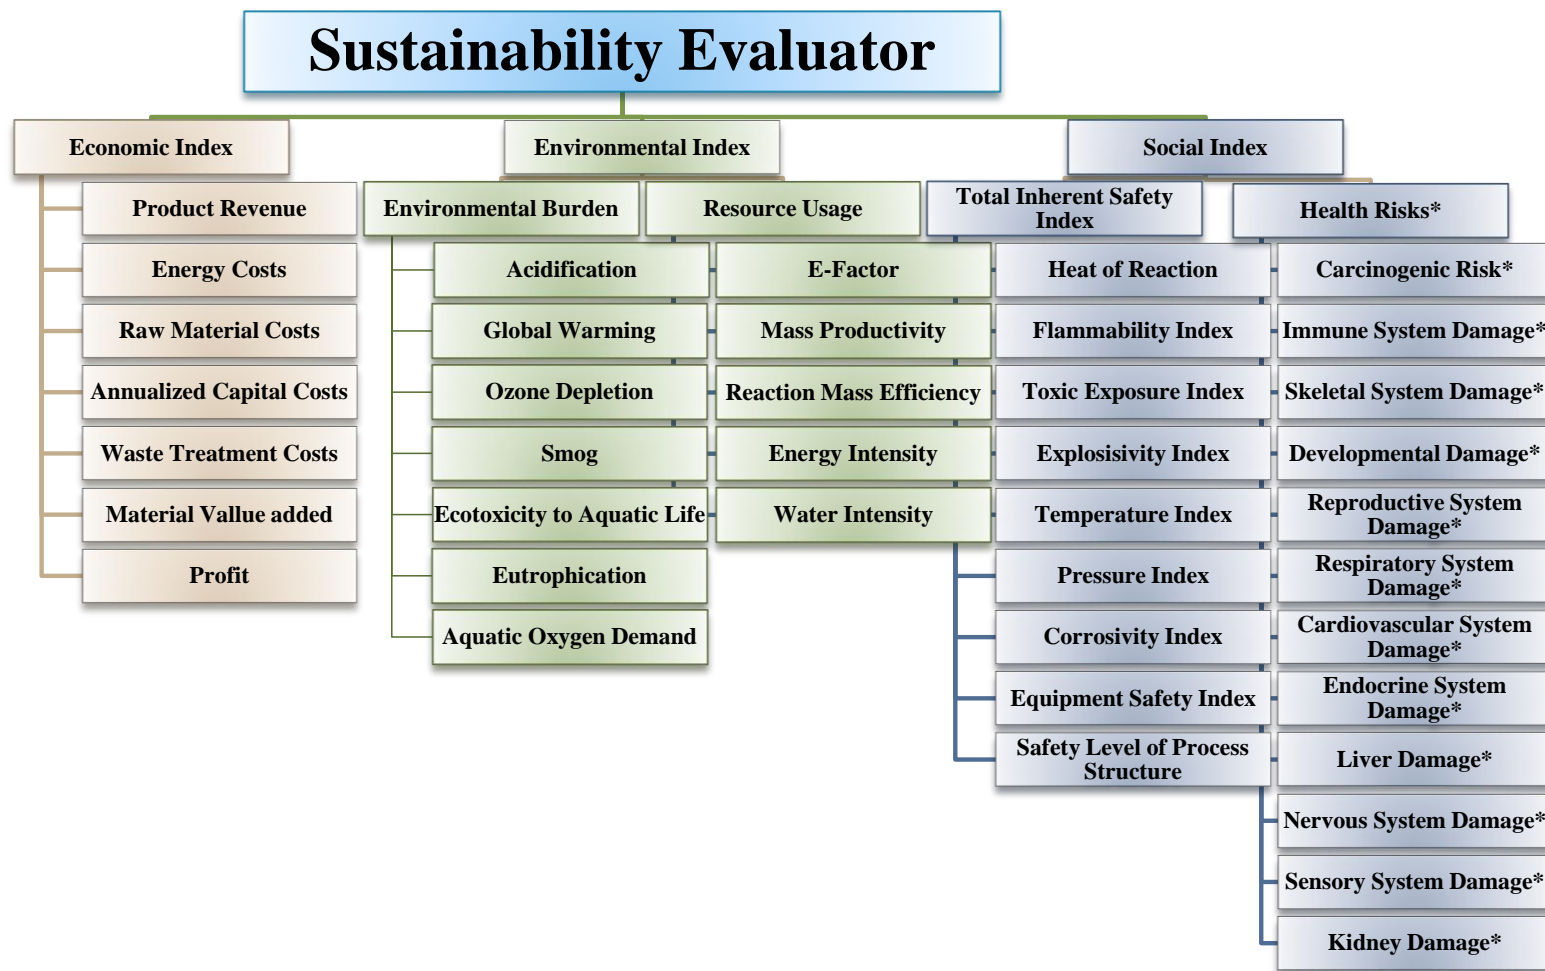 Sustainability Evaluator
Economic Index
Product Revenue
Energy Costs
Raw Material Costs
Annualized Capital Costs
Waste Treatment Costs
Material Vallue added
Profit
Environmental Index
Environmental Burden
Acidification
Global Warming
Ozone Depletion
Smog
Ecotoxicity to Aquatic Life
Eutrophication
Aquatic Oxygen Demand
Resource Usage
E-Factor
Mass Productivity
Reaction Mass Efficiency
Energy Intensity
Water Intensity
Social Index
Total Inherent Safety
Index
Heat of Reaction
Flammability Index
Toxic Exposure Index
Explosisivity Index
Temperature Index
Pressure Index
Corrosivity Index
Equipment Safety Index
Safety Level of Process
Structure
Health Risks*
Carcinogenic Risk*
Immune System Damage*
Skeletal System Damage*
Developmental Damage*
Reproductive System
Damage*
Respiratory System
Damage*
Cardiovascular System
Damage*
Endocrine System
Damage*
Liver Damage*
Nervous System Damage*
Sensory System Damage*
Kidney Damage*